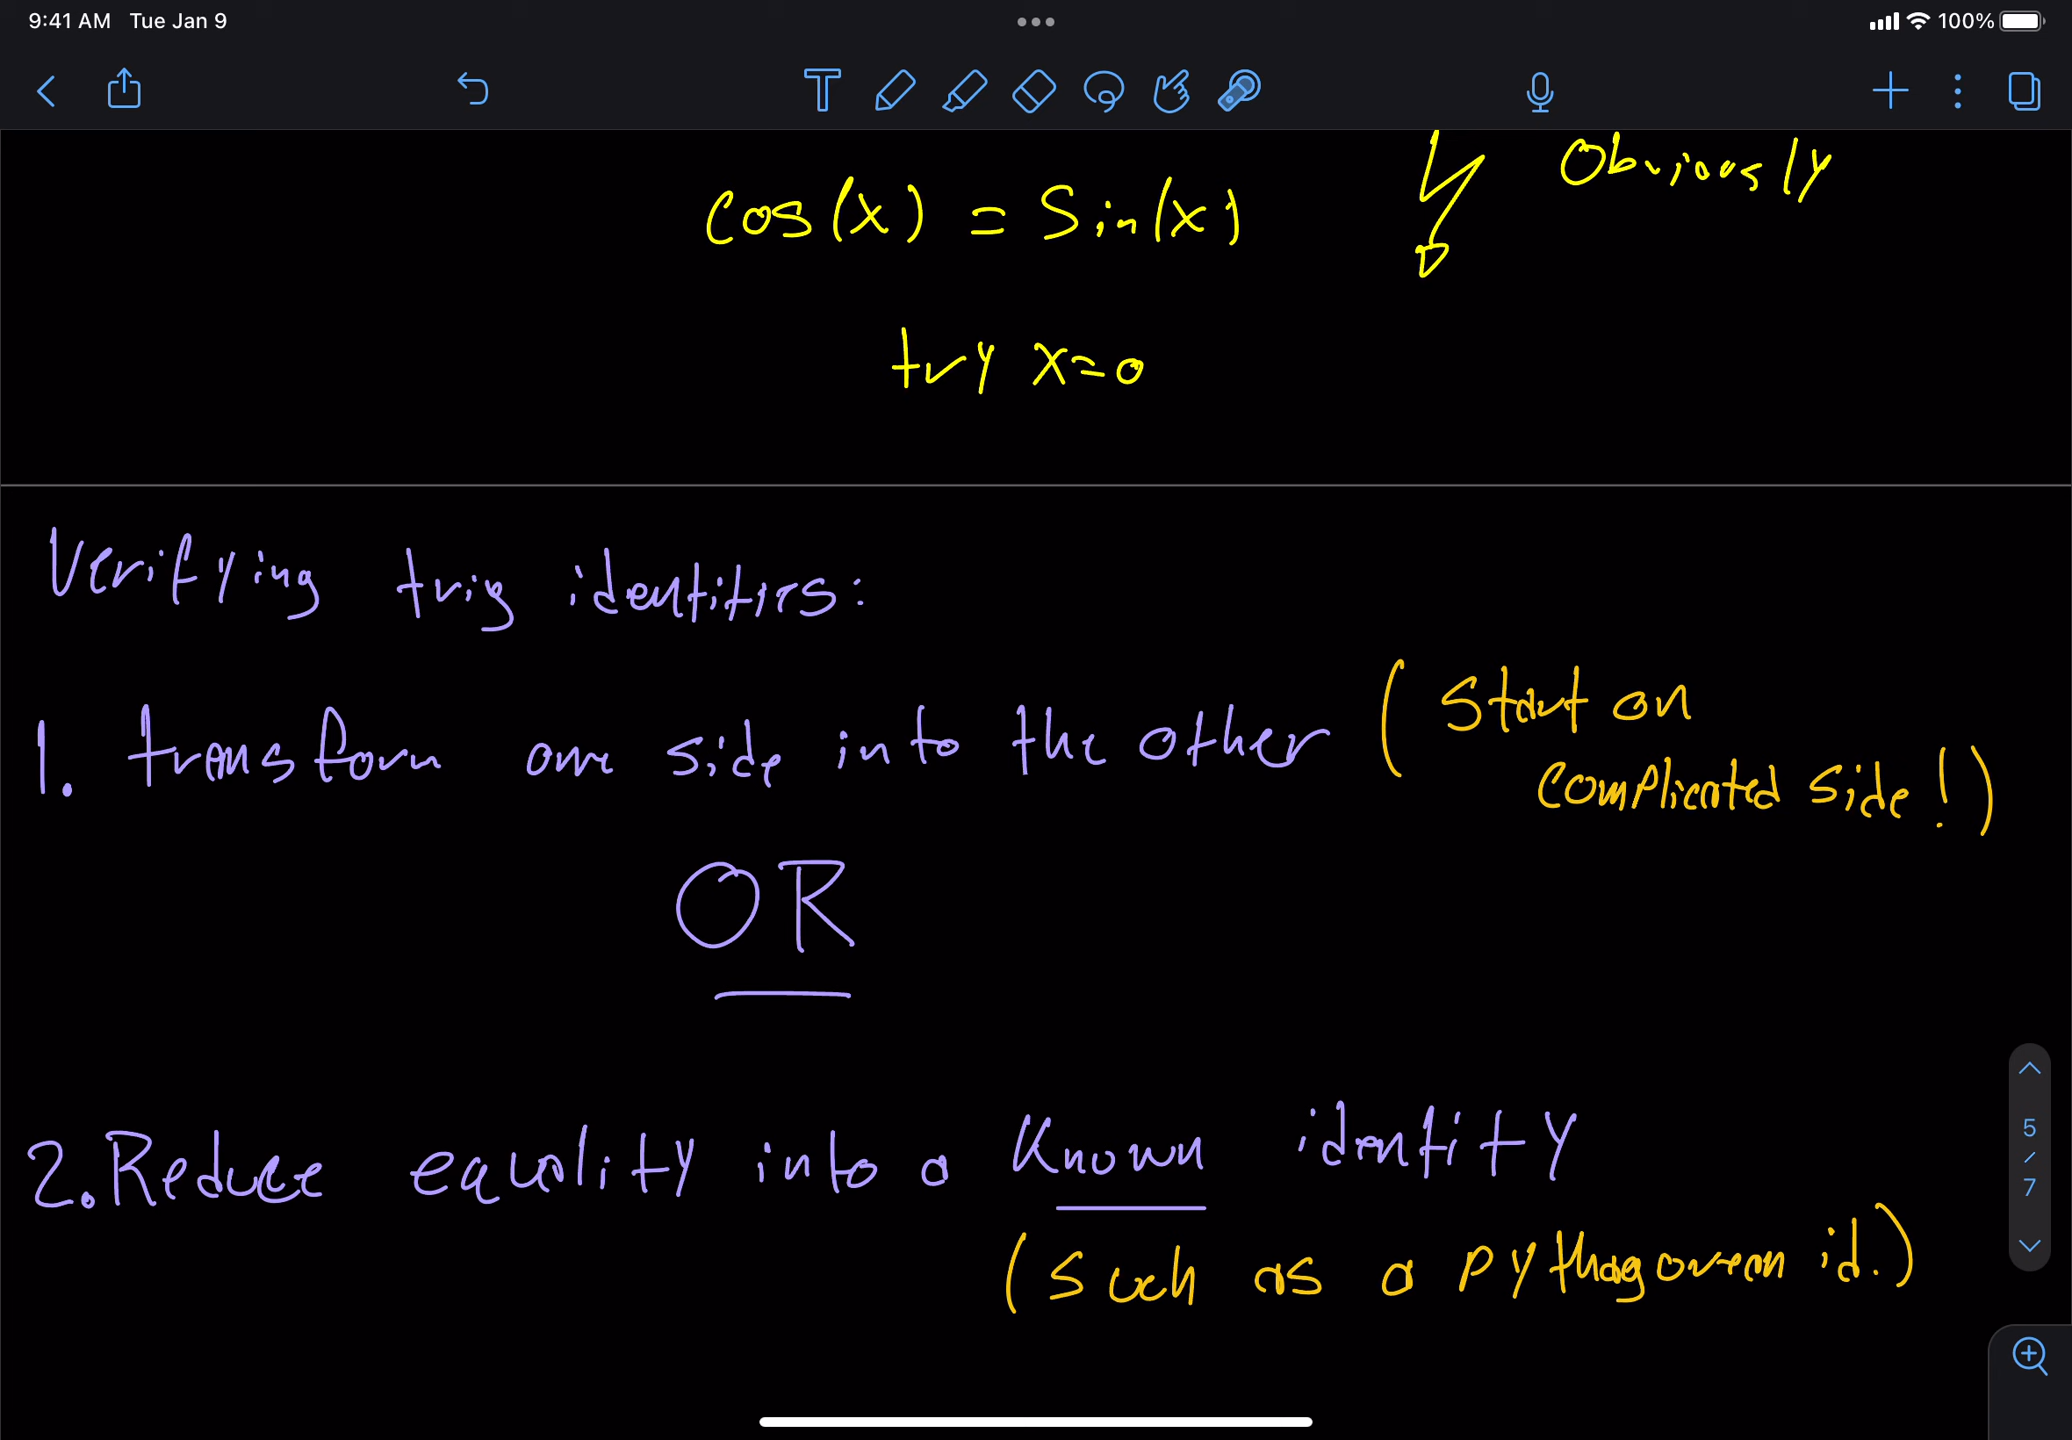 9:41 AM Tue Jan 9
100%
Obviously
cos(x) = Sin(x)
try x=0
Verifying trig identities:
1. transform one side into the other (Start on
complicated side!)
OR
2. Reduce equality into a known identity
(such as a pythagorean id.)
5
/
7